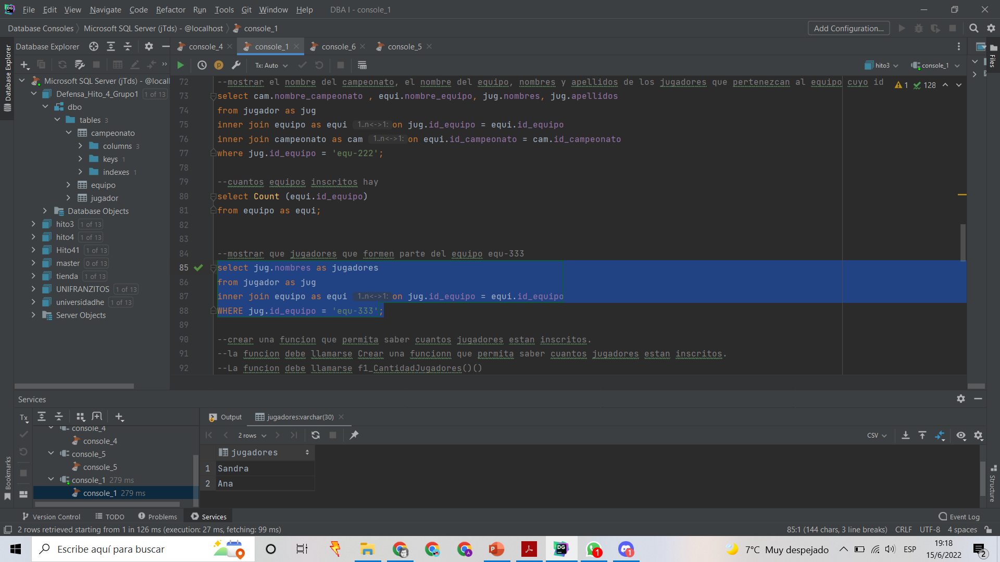 File Edit View Navigate Code Refactor Run Tools Git Window Help DBA I - console_1
Database Consoles Microsoft SQL Server (jTds) - @localhost console_1 Add Configuration...
Database Explorer
console_4 console_1 console_6 console_5
Tx: Auto hito3 console_1
Database Explorer
Files
Microsoft SQL Server (jTds) - @locall
Defensa_Hito_4_Grupo1 1 of 13
dbo
tables 3
campeonato
columns 3
keys 1
indexes 1
equipo
jugador
Database Objects
hito3 1 of 13
hito4 1 of 13
Hito41 1 of 13
master 0 of 13
tienda 1 of 13
UNIFRANZITOS 1 of 13
universidadhe 1 of 13
Server Objects
1 128
72 --mostrar el nombre del campeonato, el nombre del equipo, nombres y apellidos de los jugadores que pertenezcan al equipo cuyo id
73 select cam.nombre_campeonato , equi.nombre_equipo, jug.nombres, jug.apellidos
74 from jugador as jug
75 inner join equipo as equi 1..n<->1: on jug.id_equipo = equi.id_equipo
76 inner join campeonato as cam 1..n<->1: on equi.id_campeonato = cam.id_campeonato
77 where jug.id_equipo = 'equ-222';
78
79 --cuantos equipos inscritos hay
80 select Count (equi.id_equipo)
81 from equipo as equi;
82
83
84 --mostrar que jugadores que formen parte del equipo equ-333
85 select jug.nombres as jugadores
86 from jugador as jug
87 inner join equipo as equi 1..n<->1: on jug.id_equipo = equi.id_equipo
88 WHERE jug.id_equipo = 'equ-333';
89
90 --crear una funcion que permita saber cuantos jugadores estan inscritos.
91 --la funcion debe llamarse Crear una funcionn que permita saber cuantos jugadores estan inscritos.
92 --La funcion debe llamarse f1_CantidadJugadores()()
Services
Tx
console_4
console_4
console_5
console_5
console_1 279 ms
console_1 279 ms
Output jugadores:varchar(30)
2 rows CSV
jugadores
1 Sandra
2 Ana
Bookmarks
Structure
Version Control TODO Problems Services Event Log
2 rows retrieved starting from 1 in 126 ms (execution: 27 ms, fetching: 99 ms) 85:1 (144 chars, 3 line breaks) CRLF UTF-8 4 spaces
Escribe aquí para buscar
7°C Muy despejado ESP
19:18
15/6/2022
2